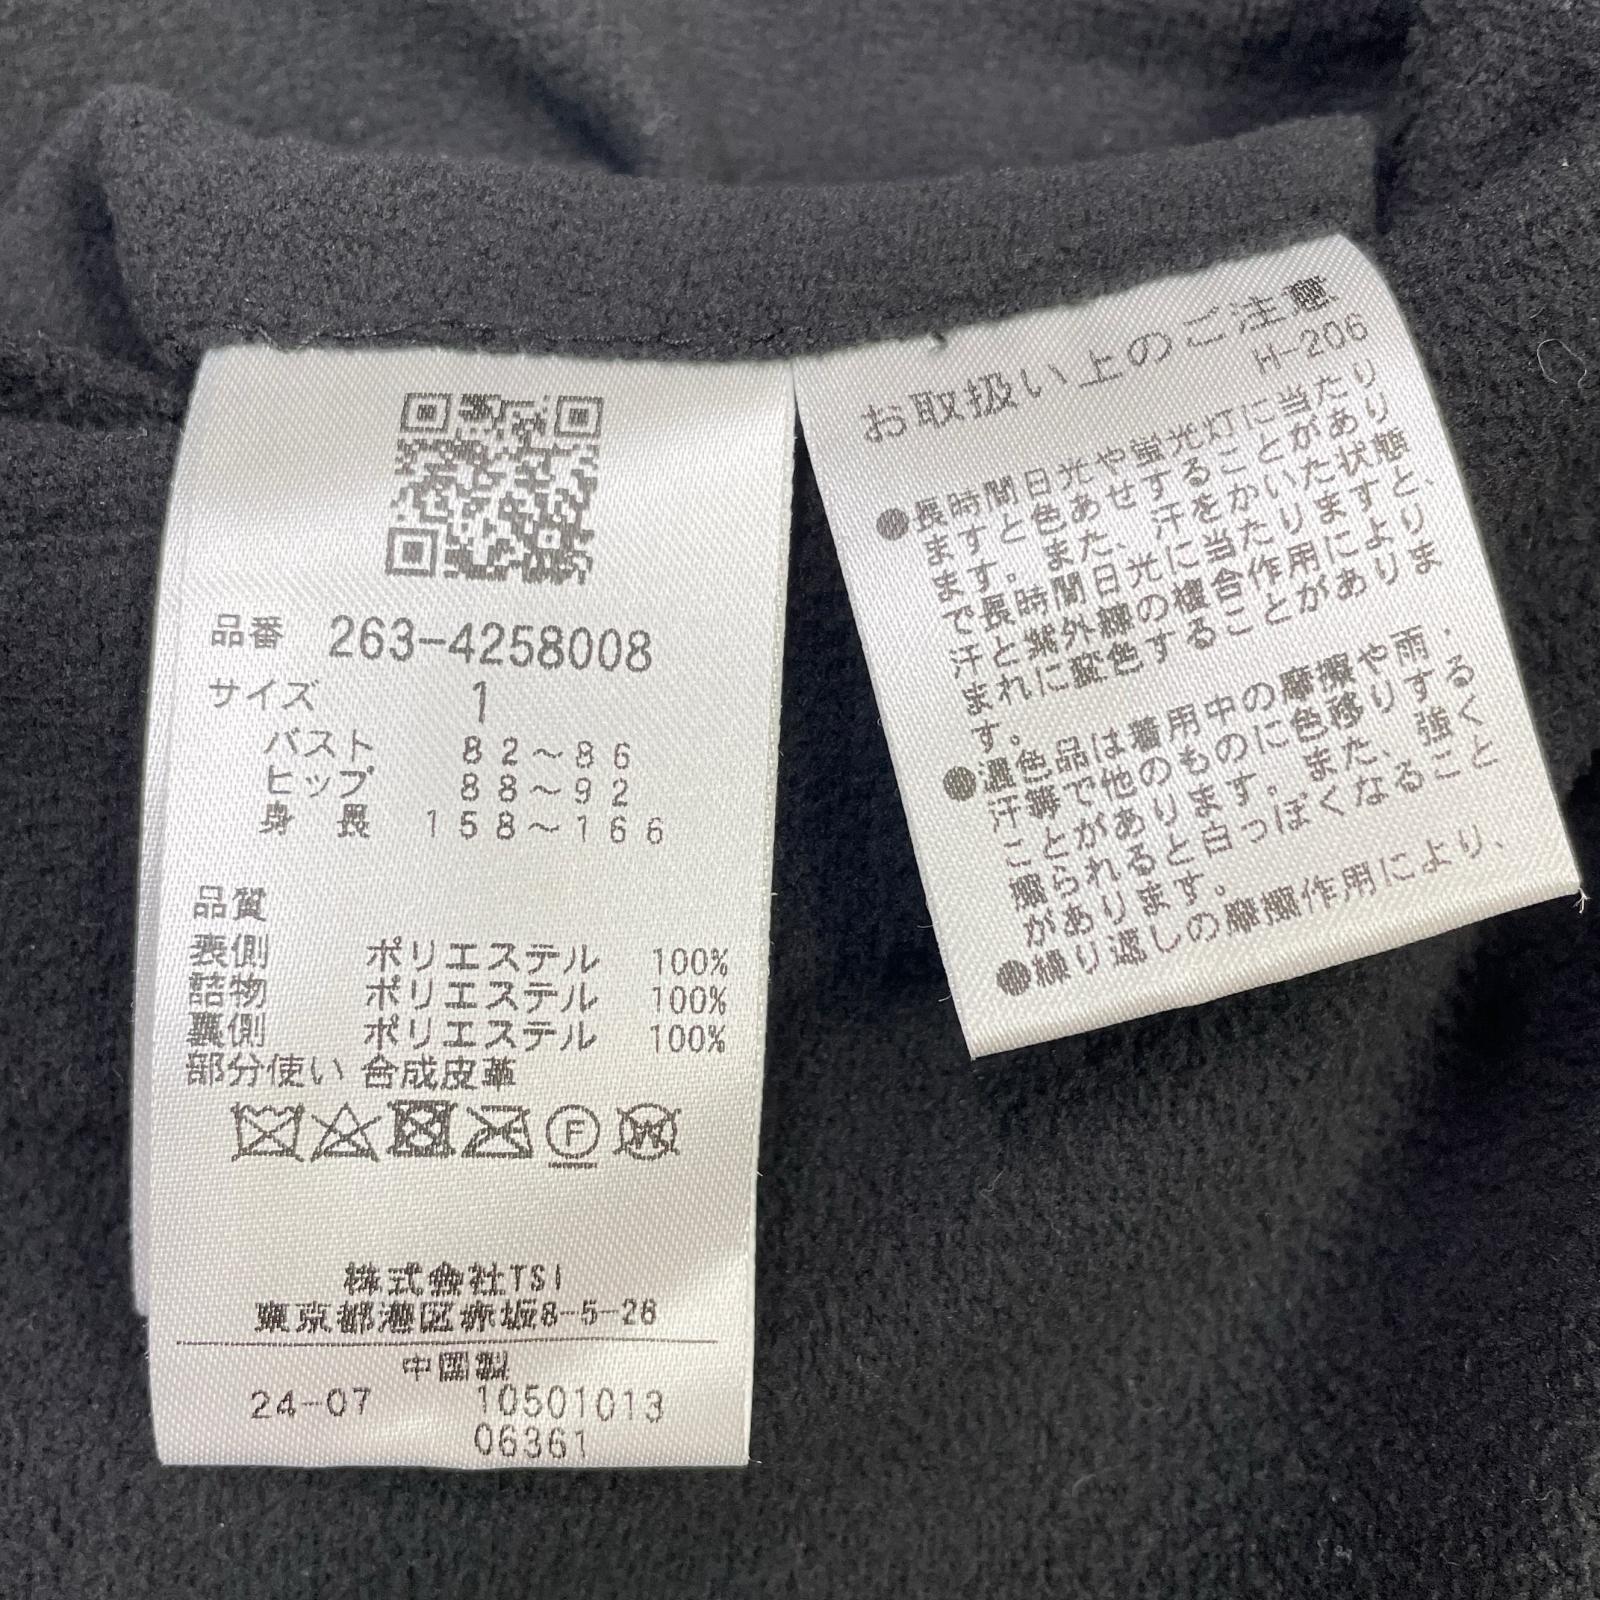 品番 263-4258008
サイズ 1
バスト 82～86
ヒップ 88～92
身長 158～166
品質
表側 ポリエステル 100%
詰物 ポリエステル 100%
裏側 ポリエステル 100%
部分使い 合成皮革
F
W
株式会社TSI
東京都港区赤坂8-5-28
中国製
24-07 10501013
06361
お取扱い上のご注意
H-206
●長時間日光や蛍光灯に当たり
ますと色あせすることがあり
ます。また、汗をかいた状態
で長時間日光に当たりますと、
汗と紫外線の複合作用により
まれに変色することがありま
す。
●濃色品は着用中の摩擦や雨・
汗等で他のものに色移りする
ことがあります。また、強く
擦られると白っぽくなること
があります。
●繰り返しの摩擦作用により、